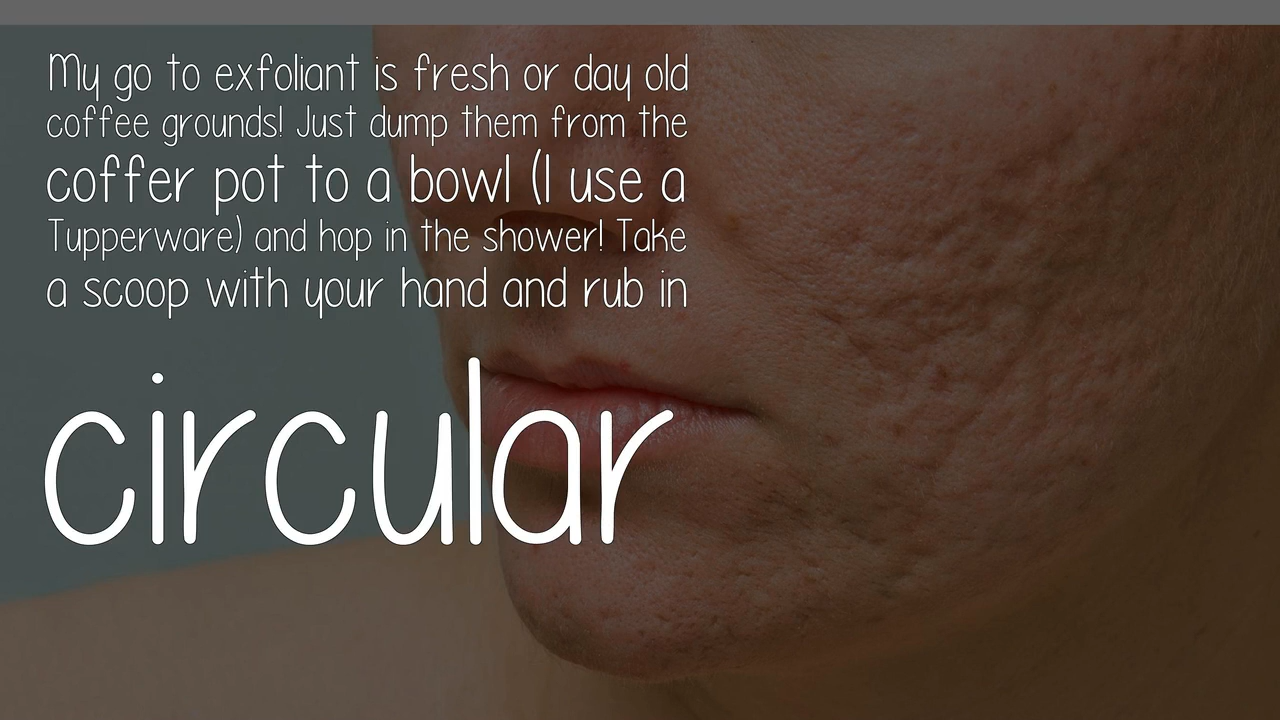 My go to exfoliant is fresh or day old
coffee grounds! Just dump them from the
coffer pot to a bowl (I use a
Tupperware) and hop in the shower! Take
a scoop with your hand and rub in
circular